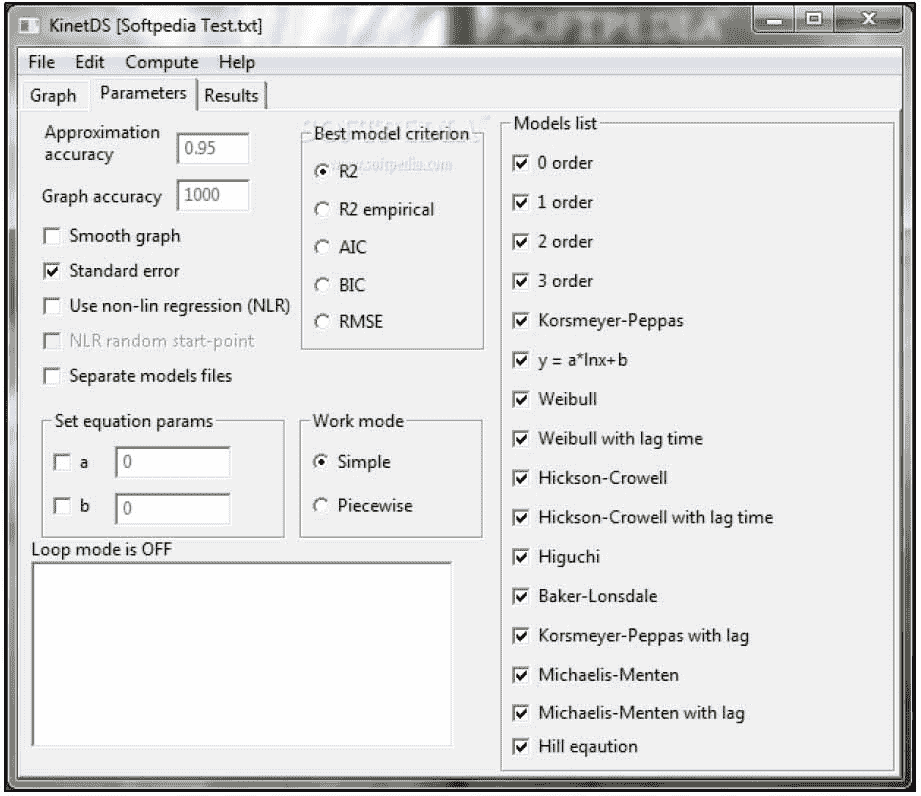 KinetDS [Softpedia Test.txt]
File Edit Compute Help
Graph Parameters Results
Approximation
accuracy
0.95
Graph accuracy
1000
Smooth graph
Standard error
Use non-lin regression (NLR)
NLR random start-point
Separate models files
Best model criterion
SOFTPEDIA
www.softpedia.com
R2
R2 empirical
AIC
BIC
RMSE
Set equation params
a
0
b
0
Work mode
Simple
Piecewise
Loop mode is OFF
Models list
0 order
1 order
2 order
3 order
Korsmeyer-Peppas
y = a*lnx+b
Weibull
Weibull with lag time
Hickson-Crowell
Hickson-Crowell with lag time
Higuchi
Baker-Lonsdale
Korsmeyer-Peppas with lag
Michaelis-Menten
Michaelis-Menten with lag
Hill eqaution